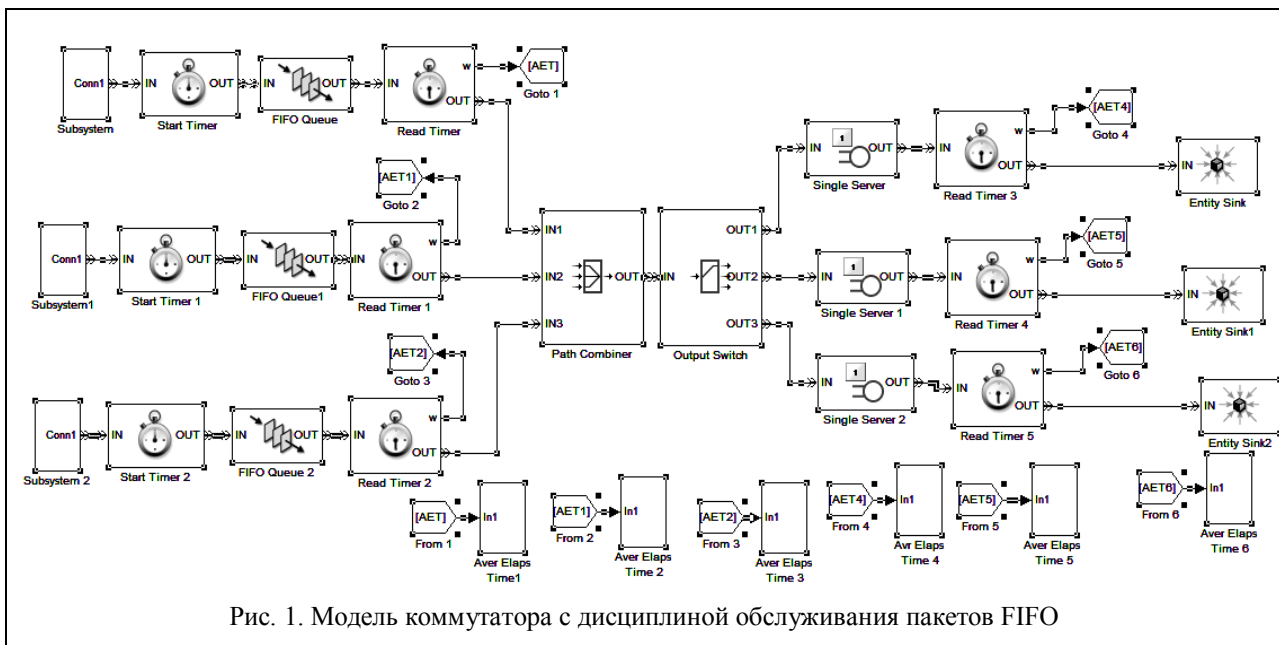 Conn1
Subsystem
IN
OUT
Start Timer
IN
OUT
FIFO Queue
IN
w
OUT
Read Timer
[AET]
Goto 1
[AET1]
Goto 2
Conn1
Subsystem1
IN
OUT
Start Timer 1
IN
OUT
FIFO Queue1
IN
w
OUT
Read Timer 1
[AET2]
Goto 3
Conn1
Subsystem 2
IN
OUT
Start Timer 2
IN
OUT
FIFO Queue 2
IN
w
OUT
Read Timer 2
IN1
IN2
IN3
OUT
Path Combiner
IN
OUT1
OUT2
OUT3
Output Switch
IN
1
OUT
Single Server
IN
w
OUT
Read Timer 3
[AET4]
Goto 4
IN
Entity Sink
IN
1
OUT
Single Server 1
IN
w
OUT
Read Timer 4
[AET5]
Goto 5
IN
Entity Sink1
IN
1
OUT
Single Server 2
IN
w
OUT
Read Timer 5
[AET6]
Goto 6
IN
Entity Sink2
[AET]
From 1
In1
Aver Elaps
Time1
[AET1]
From 2
In1
Aver Elaps
Time 2
[AET2]
From 3
In1
Aver Elaps
Time 3
[AET4]
From 4
In1
Avr Elaps
Time 4
[AET5]
From 5
In1
Aver Elaps
Time 5
[AET6]
From 6
In1
Aver Elaps
Time 6
Рис. 1. Модель коммутатора с дисциплиной обслуживания пакетов FIFO